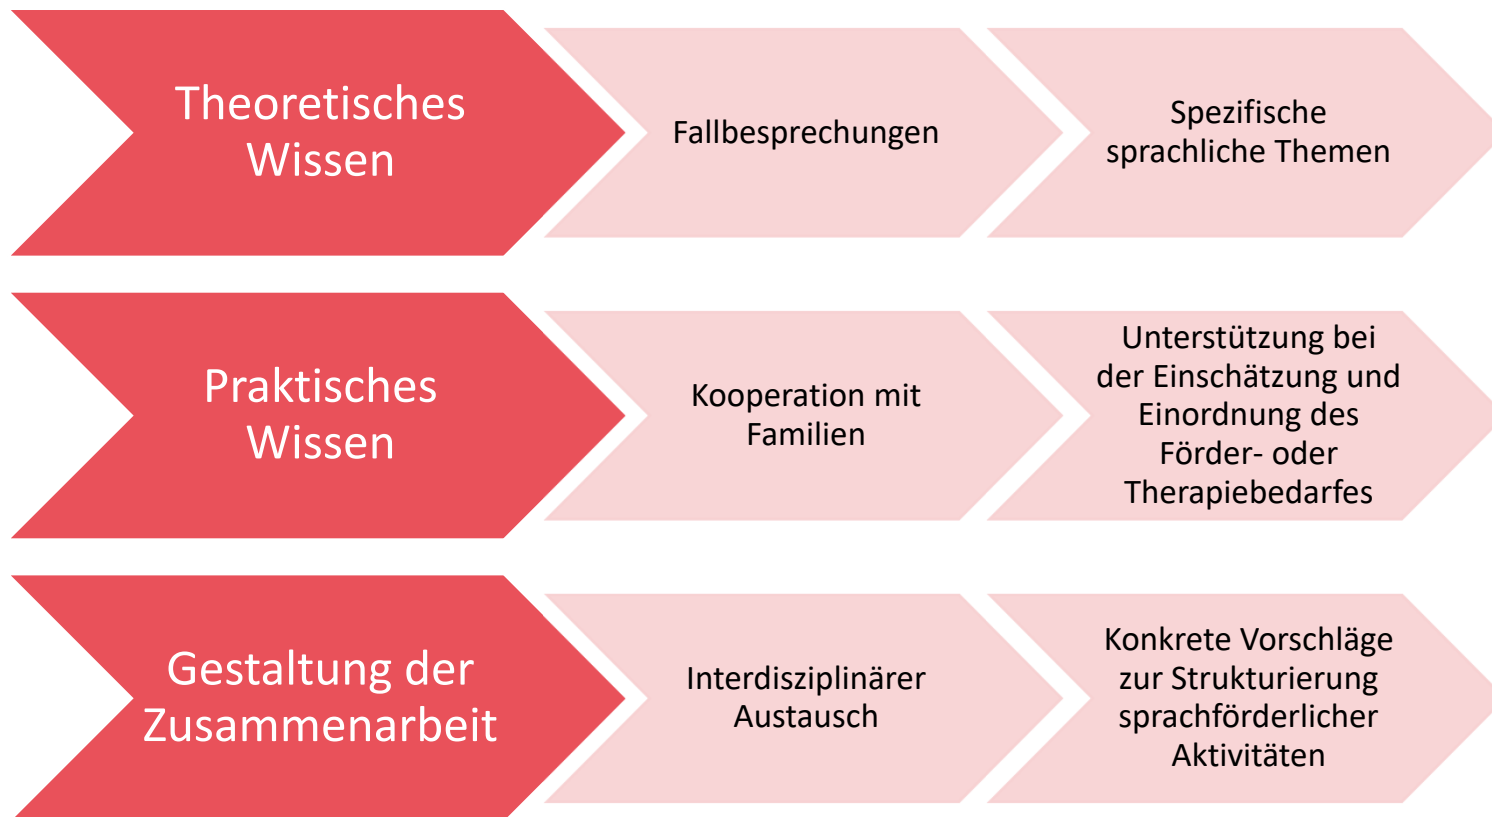 Theoretisches
Wissen
Fallbesprechungen
Spezifische
sprachliche Themen
Praktisches
Wissen
Kooperation mit
Familien
Unterstützung bei
der Einschätzung und
Einordnung des
Förder- oder
Therapiebedarfes
Gestaltung der
Zusammenarbeit
Interdisziplinärer
Austausch
Konkrete Vorschläge
zur Strukturierung
sprachförderlicher
Aktivitäten